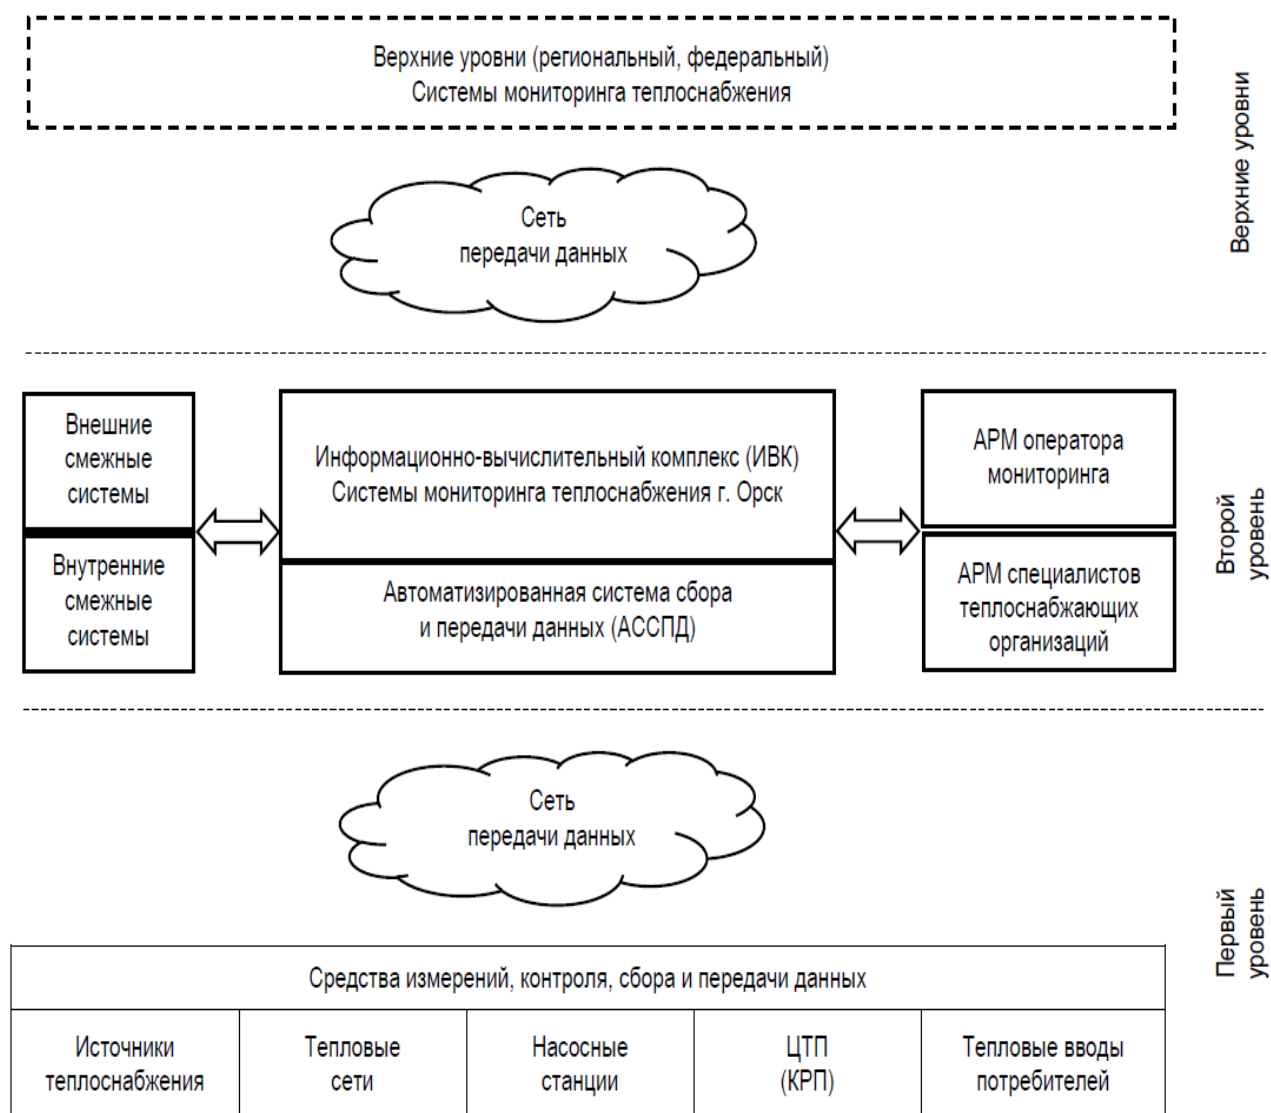 Верхние уровни (региональный, федеральный)
Системы мониторинга теплоснабжения
Верхние уровни
Сеть
передачи данных
Внешние
смежные
системы
Внутренние
смежные
системы
Информационно-вычислительный комплекс (ИВК)
Системы мониторинга теплоснабжения г. Орск
Автоматизированная система сбора
и передачи данных (АССПД)
АРМ оператора
мониторинга
АРМ специалистов
теплоснабжающих
организаций
Второй
уровень
Сеть
передачи данных
Первый
уровень
Средства измерений, контроля, сбора и передачи данных
Источники
теплоснабжения
Тепловые
сети
Насосные
станции
ЦТП
(КРП)
Тепловые вводы
потребителей